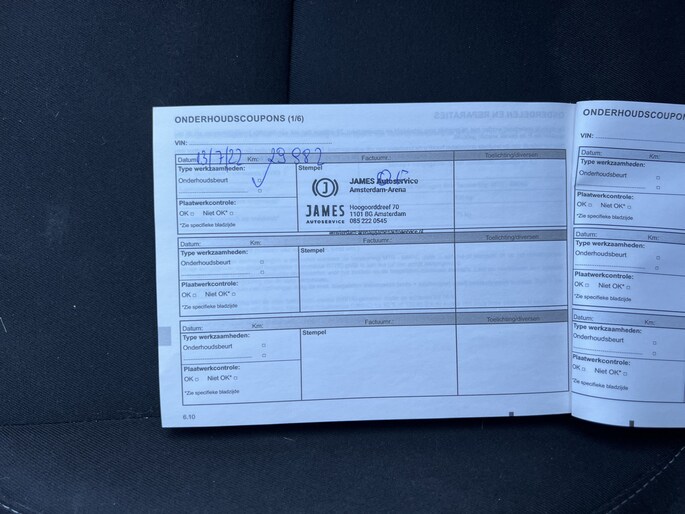 ONDERHOUDSCOUPONS (1/6)
VIN:
Datum: 13/7/22 Km: 29 882 Factuurnr.: Toelichting/diversen:
Type werkzaamheden: Stempel
Onderhoudsbeurt
JAMES Autoservice
Amsterdam-Arena
JAMES
AUTOSERVICE
Hoogoorddreef 70
1101 BG Amsterdam
085 222 0545
Plaatwerkcontrole:
OK Niet OK*
*Zie specifieke bladzijde
Datum: Km: Factuurnr.: Toelichting/diversen:
Type werkzaamheden: Stempel
Onderhoudsbeurt
Plaatwerkcontrole:
OK Niet OK*
*Zie specifieke bladzijde
Datum: Km: Factuurnr.: Toelichting/diversen:
Type werkzaamheden: Stempel
Onderhoudsbeurt
Plaatwerkcontrole:
OK Niet OK*
*Zie specifieke bladzijde
6.10
ONDERHOUDSCOUPON
VIN:
Datum:
Type werkzaamheden:
Onderhoudsbeurt
Plaatwerkcontrole:
OK Niet OK*
*Zie specifieke bladzijde
Datum:
Type werkzaamheden:
Onderhoudsbeurt
Plaatwerkcontrole:
OK Niet OK*
*Zie specifieke bladzijde
Datum:
Type werkzaamheden:
Onderhoudsbeurt
Plaatwerkcontrole:
OK Niet OK*
*Zie specifieke bladzijde